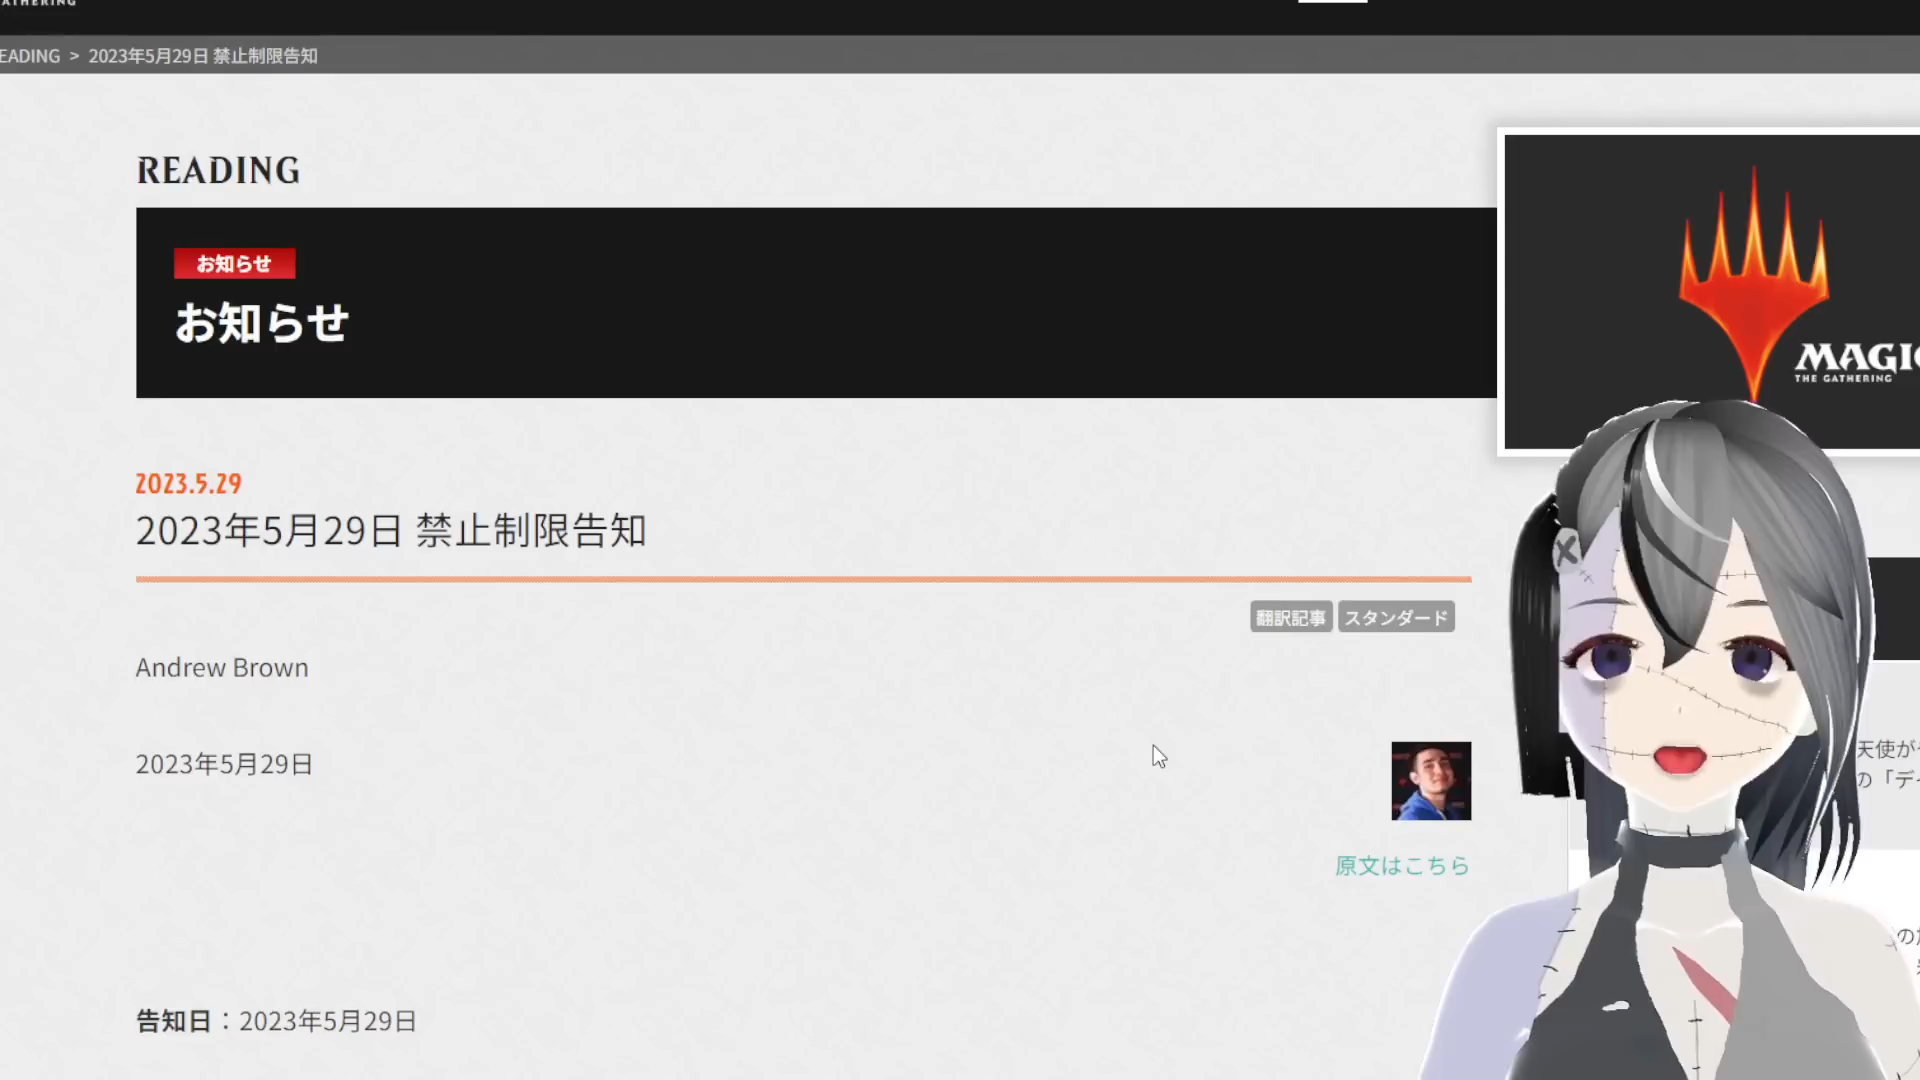 EADING > 2023年5月29日 禁止制限告知
READING
お知らせ
お知らせ
MAGIC
THE GATHERING
2023.5.29
2023年5月29日 禁止制限告知
翻訳記事 スタンダード
Andrew Brown
2023年5月29日
天使が
の「デ
原文はこちら
告知日：2023年5月29日